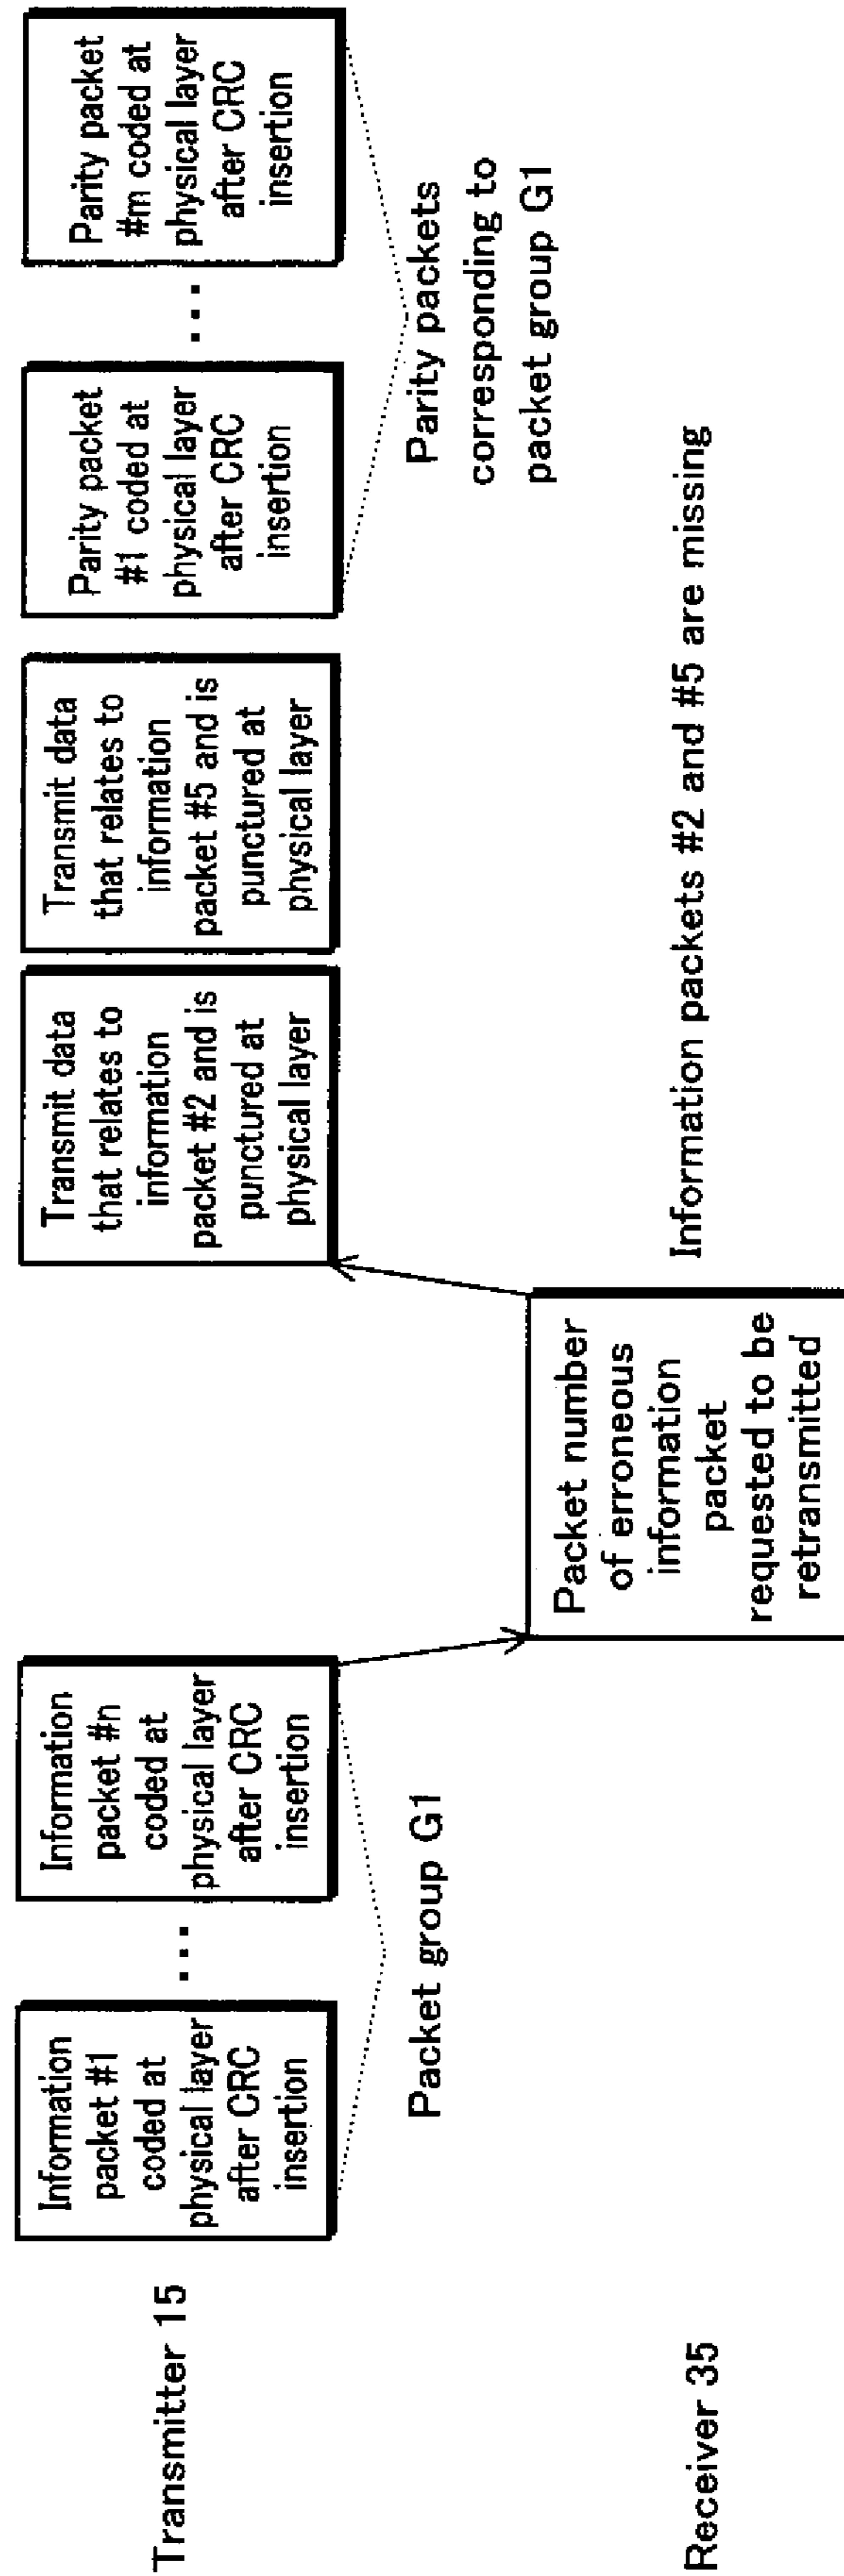 Transmitter 15
Information
packet #1
coded at
physical layer
after CRC
insertion
...
Information
packet #n
coded at
physical layer
after CRC
insertion
Packet group G1
Transmit data
that relates to
information
packet #2 and is
punctured at
physical layer
Transmit data
that relates to
information
packet #5 and is
punctured at
physical layer
Parity packet
#1 coded at
physical layer
after CRC
insertion
...
Parity packet
#m coded at
physical layer
after CRC
insertion
Parity packets
corresponding to
packet group G1
Receiver 35
Packet number
of erroneous
information
packet
requested to be
retransmitted
Information packets #2 and #5 are missing